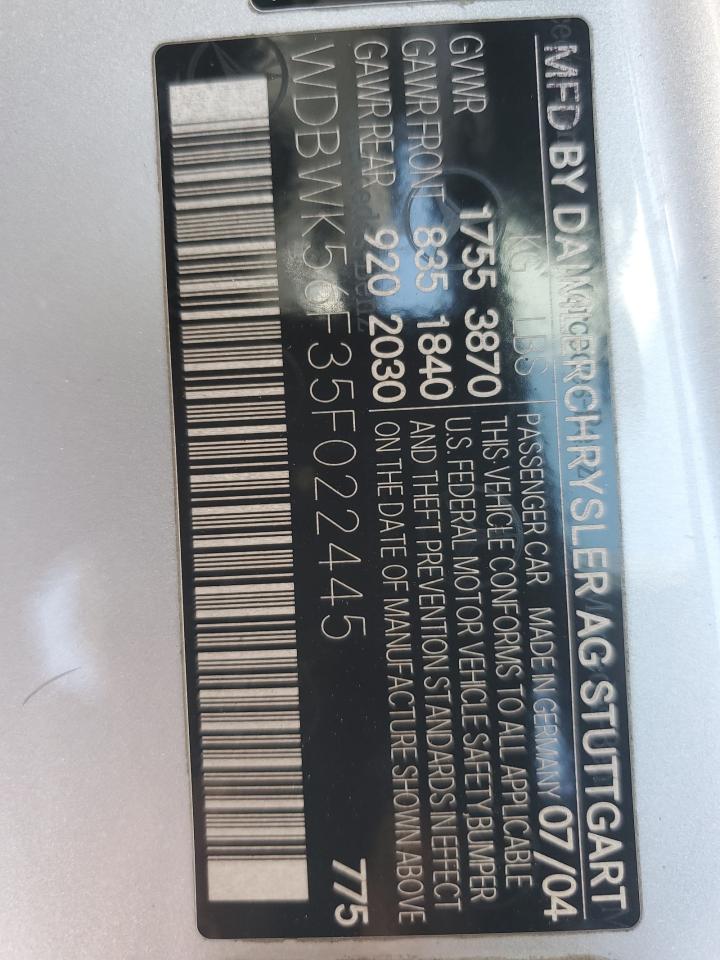 MFD BY DAIMLERCHRYSLER AG STUTTGART
KG LBS PASSENGER CAR MADE IN GERMANY 07/04
GVWR 1755 3870 THIS VEHICLE CONFORMS TO ALL APPLICABLE
GAWR FRONT 835 1840 U.S. FEDERAL MOTOR VEHICLE SAFETY,BUMPER
GAWR REAR 920 2030 AND THEFT PREVENTION STANDARDS IN EFFECT
ON THE DATE OF MANUFACTURE SHOWN ABOVE
WDBWK56F35F022445 775